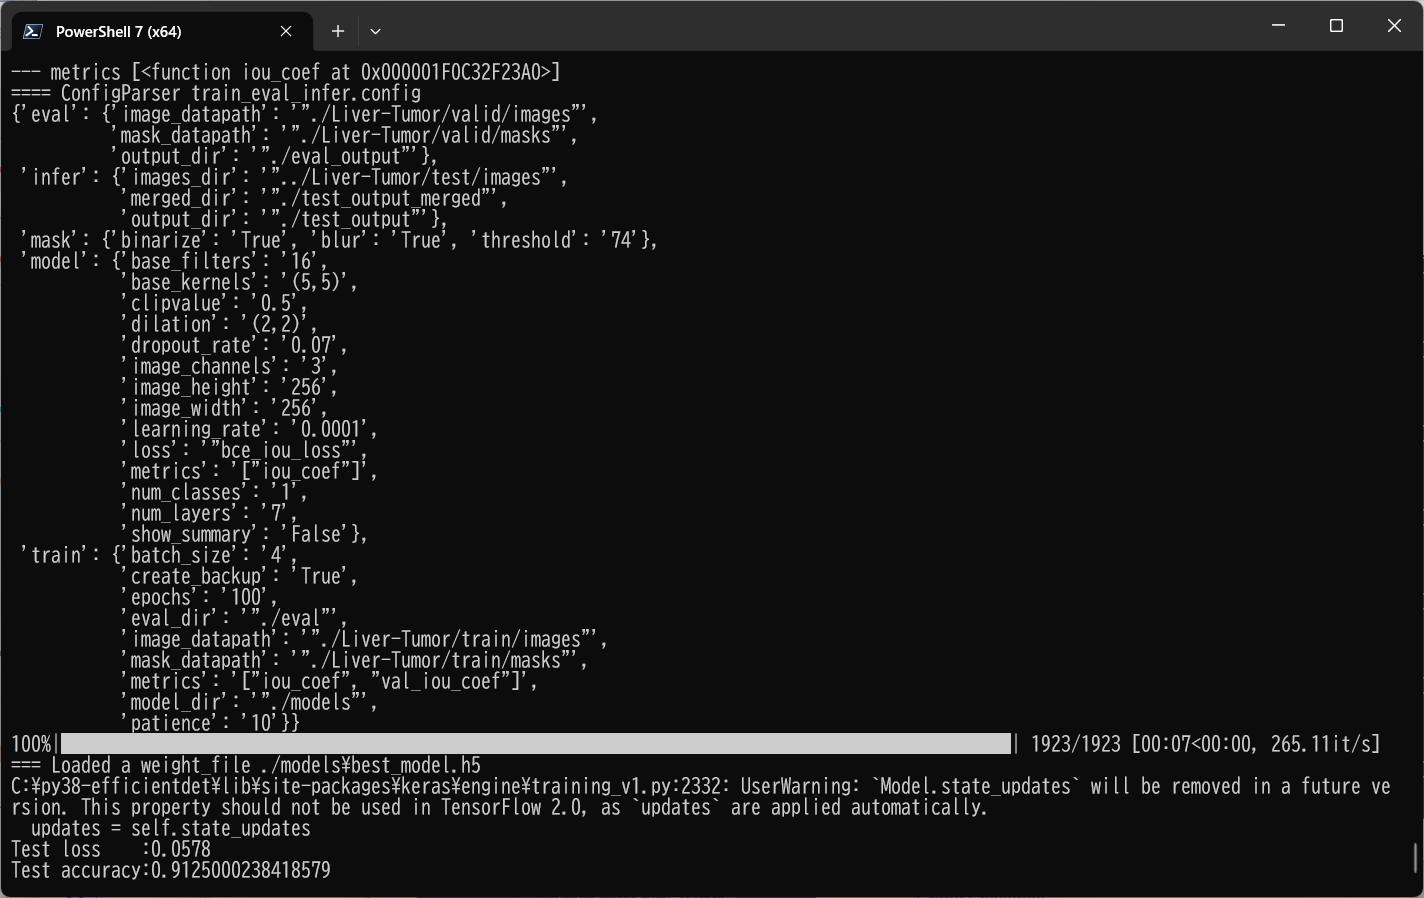 PowerShell 7 (x64)
--- metrics [<function iou_coef at 0x000001F0C32F23A0>]
==== ConfigParser train_eval_infer.config
{'eval': {'image_datapath': '"./Liver-Tumor/valid/images"',
          'mask_datapath': '"./Liver-Tumor/valid/masks"',
          'output_dir': '"./eval_output"'},
 'infer': {'images_dir': '"../Liver-Tumor/test/images"',
           'merged_dir': '"./test_output_merged"',
           'output_dir': '"./test_output"'},
 'mask': {'binarize': 'True', 'blur': 'True', 'threshold': '74'},
 'model': {'base_filters': '16',
           'base_kernels': '(5,5)',
           'clipvalue': '0.5',
           'dilation': '(2,2)',
           'dropout_rate': '0.07',
           'image_channels': '3',
           'image_height': '256',
           'image_width': '256',
           'learning_rate': '0.0001',
           'loss': '"bce_iou_loss"',
           'metrics': '["iou_coef"]',
           'num_classes': '1',
           'num_layers': '7',
           'show_summary': 'False'},
 'train': {'batch_size': '4',
           'create_backup': 'True',
           'epochs': '100',
           'eval_dir': '"./eval"',
           'image_datapath': '"./Liver-Tumor/train/images"',
           'mask_datapath': '"./Liver-Tumor/train/masks"',
           'metrics': '["iou_coef", "val_iou_coef"]',
           'model_dir': '"./models"',
           'patience': '10'}}
100%| | 1923/1923 [00:07<00:00, 265.11it/s]
=== Loaded a weight_file ./models¥best_model.h5
C:¥py38-efficientdet¥lib¥site-packages¥keras¥engine¥training_v1.py:2332: UserWarning: `Model.state_updates` will be removed in a future ve
rsion. This property should not be used in TensorFlow 2.0, as `updates` are applied automatically.
  updates = self.state_updates
Test loss    :0.0578
Test accuracy:0.9125000238418579